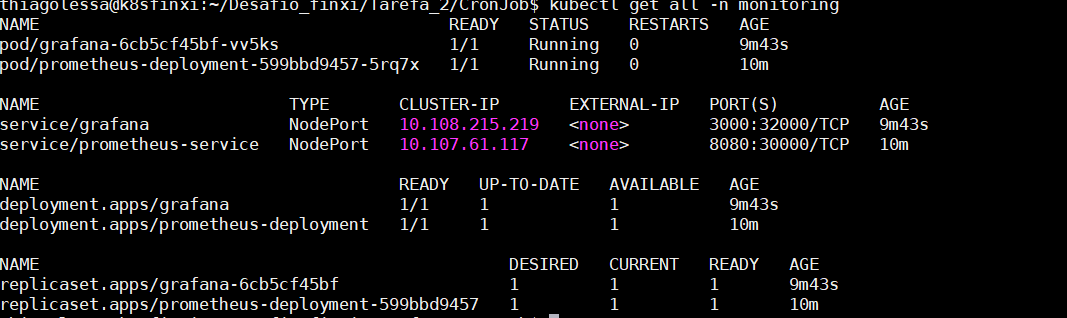 thiagolessa@k8sfinxi:~/Desafio_finxi/Tarefa_2/CronJob$ kubectl get all -n monitoring
NAME READY STATUS RESTARTS AGE
pod/grafana-6cb5cf45bf-vv5ks 1/1 Running 0 9m43s
pod/prometheus-deployment-599bbd9457-5rq7x 1/1 Running 0 10m
NAME TYPE CLUSTER-IP EXTERNAL-IP PORT(S) AGE
service/grafana NodePort 10.108.215.219 <none> 3000:32000/TCP 9m43s
service/prometheus-service NodePort 10.107.61.117 <none> 8080:30000/TCP 10m
NAME READY UP-TO-DATE AVAILABLE AGE
deployment.apps/grafana 1/1 1 1 9m43s
deployment.apps/prometheus-deployment 1/1 1 1 10m
NAME DESIRED CURRENT READY AGE
replicaset.apps/grafana-6cb5cf45bf 1 1 1 9m43s
replicaset.apps/prometheus-deployment-599bbd9457 1 1 1 10m